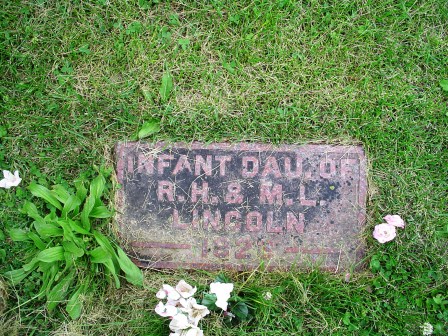 INFANT DAU. OF
R.H. & M.L.
LINCOLN